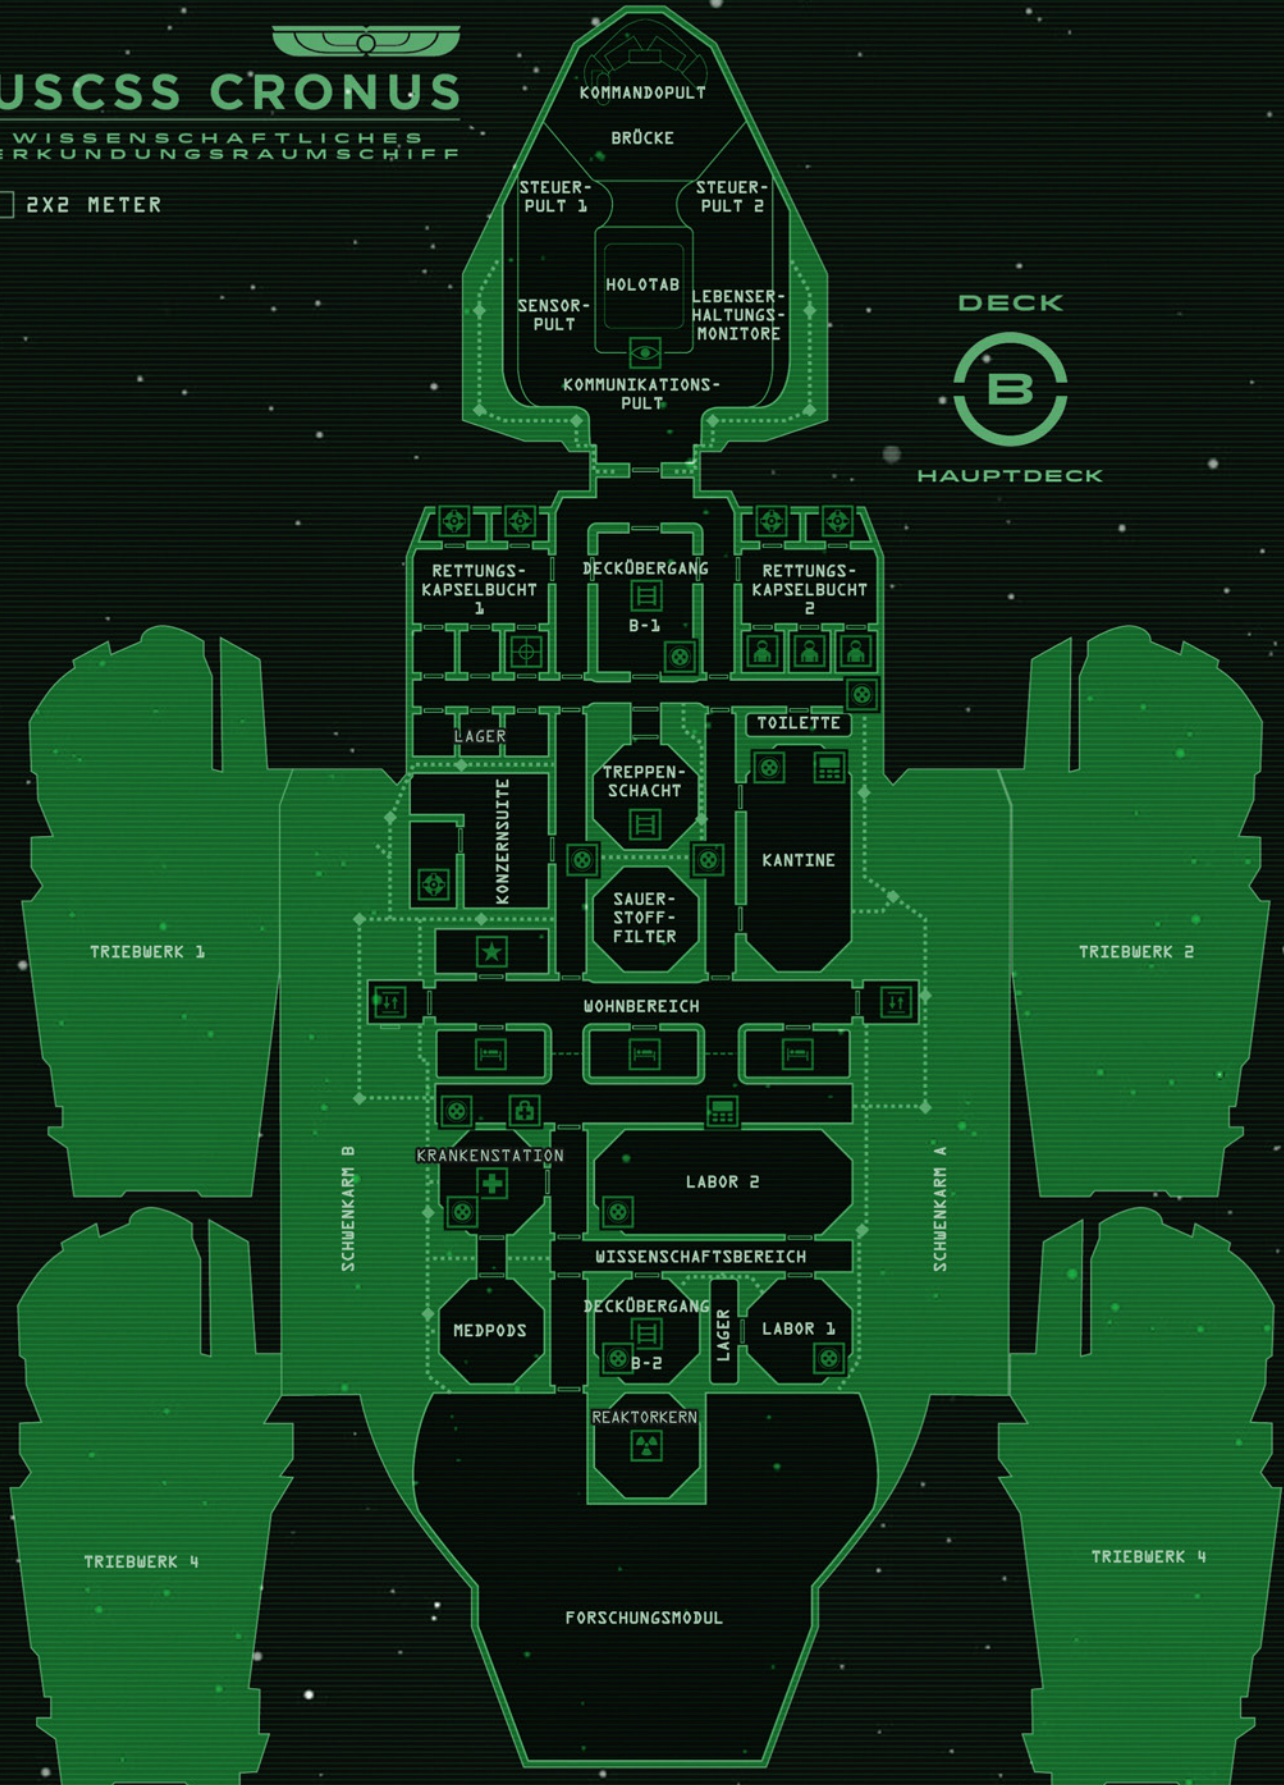 USCSS CRONUS
WISSENSCHAFTLICHES
ERKUNDUNGSRAUMSCHIFF
2X2 METER
KOMMANDOPULT
BRÜCKE
STEUER-
PULT 1
STEUER-
PULT 2
HOLOTAB
SENSOR-
PULT
LEBENSER-
HALTUNGS-
MONITORE
KOMMUNIKATIONS-
PULT
DECK
B
HAUPTDECK
RETTUNGS-
KAPSELBUCHT
1
DECKÜBERGANG
B-1
RETTUNGS-
KAPSELBUCHT
2
LAGER
TOILETTE
TREPPEN-
SCHACHT
KONZERNSUITE
KANTINE
SAUER-
STOFF-
FILTER
TRIEBWERK 1
TRIEBWERK 2
WOHNBEREICH
KRANKENSTATION
LABOR 2
SCHWENKARM B
SCHWENKARM A
WISSENSCHAFTSBEREICH
MEDPODS
DECKÜBERGANG
B-2
LAGER
LABOR 1
REAKTORKERN
TRIEBWERK 4
TRIEBWERK 4
FORSCHUNGSMODUL